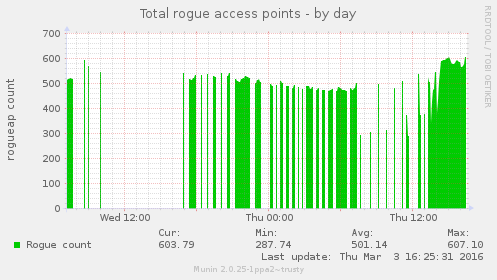 Total rogue access points - by day
RRDTOOL / TOBI OETIKER
rogueap count
700
600
500
400
300
200
100
0
Wed 12:00 Thu 00:00 Thu 12:00
Cur: Min: Avg: Max:
Rogue count 603.79 287.74 501.14 607.10
Last update: Thu Mar 3 16:25:31 2016
Munin 2.0.25-1ppa2~trusty